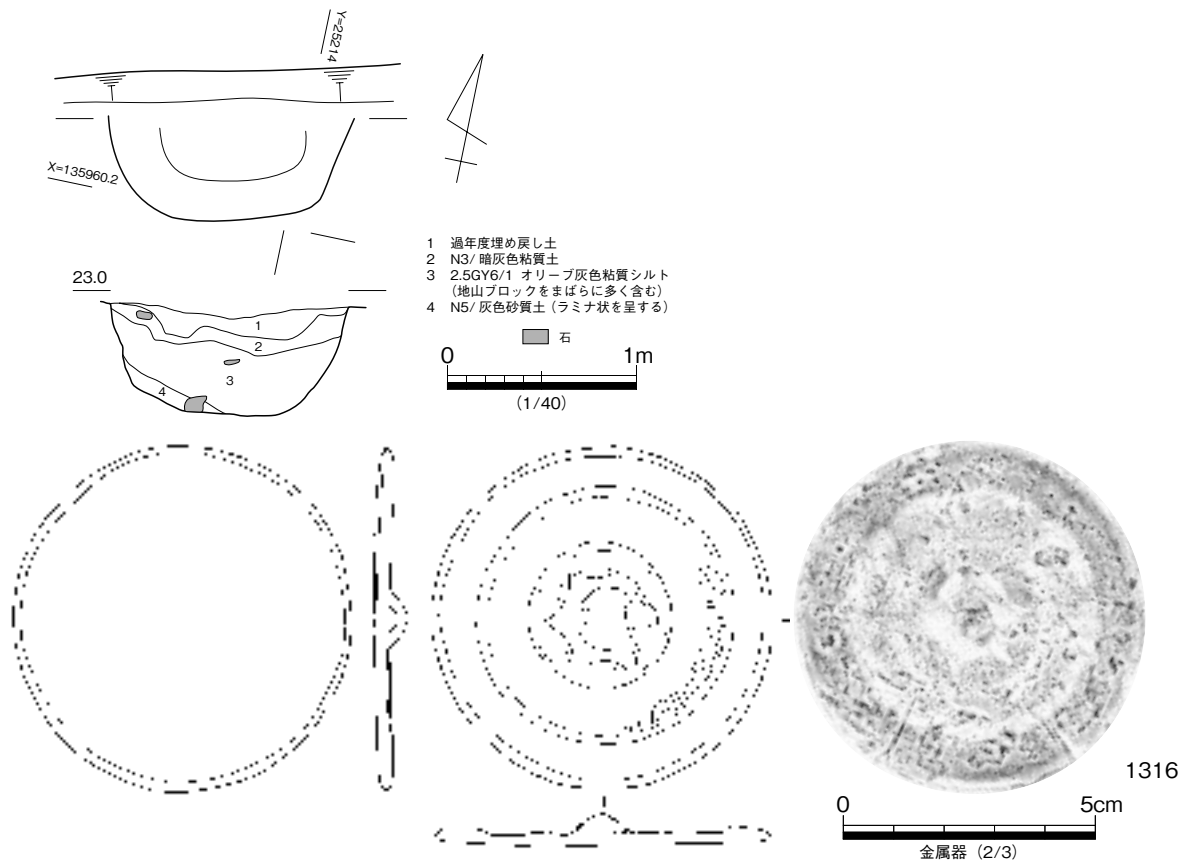 Y=25214
X=135960.2
1 過年度埋め戻し土
2 N3/ 暗灰色粘質土
3 2.5GY6/1 オリーブ灰色粘質シルト
(地山ブロックをまばらに多く含む)
4 N5/ 灰色砂質土 (ラミナ状を呈する)
石
23.0
1
2
3
4
0 1m
(1/40)
1316
0 5cm
金属器 (2/3)